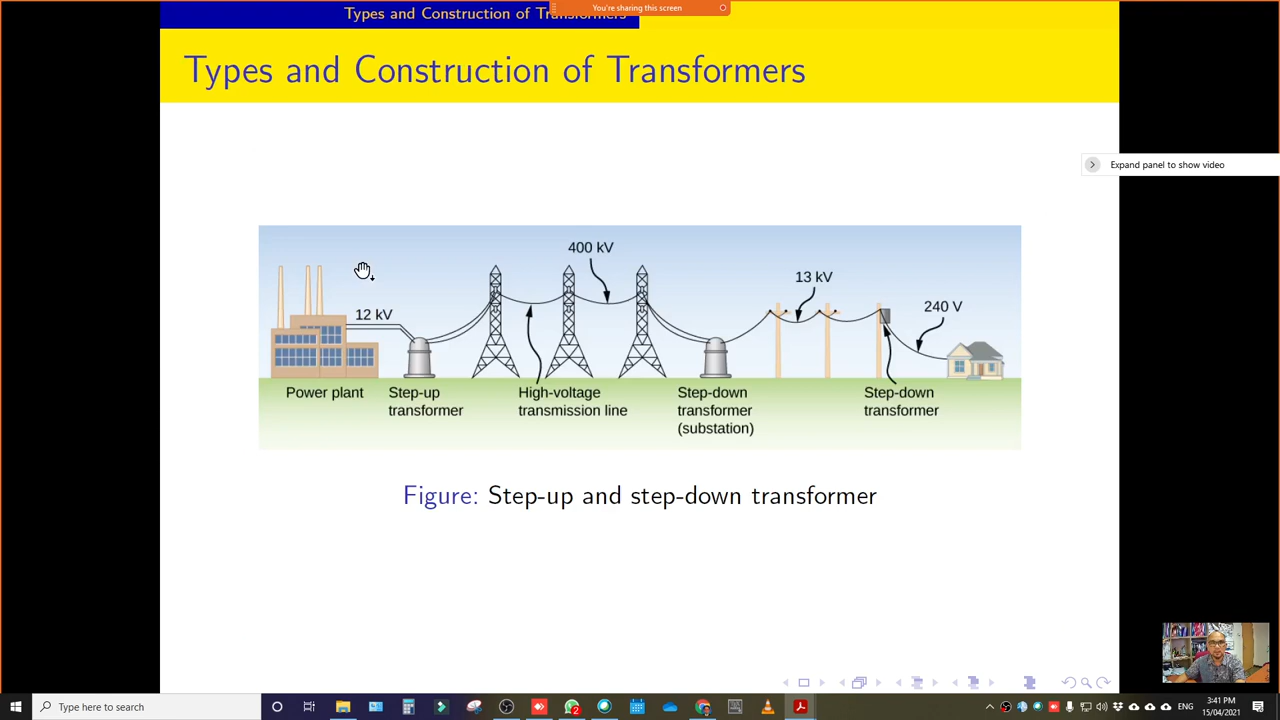 Types and Construction of Transformers
You're sharing this screen
Types and Construction of Transformers
Expand panel to show video
400 kV
13 kV
240 V
12 kV
Power plant
Step-up
transformer
High-voltage
transmission line
Step-down
transformer
(substation)
Step-down
transformer
Figure: Step-up and step-down transformer
Type here to search
2
ENG
3:41 PM
15/04/2021